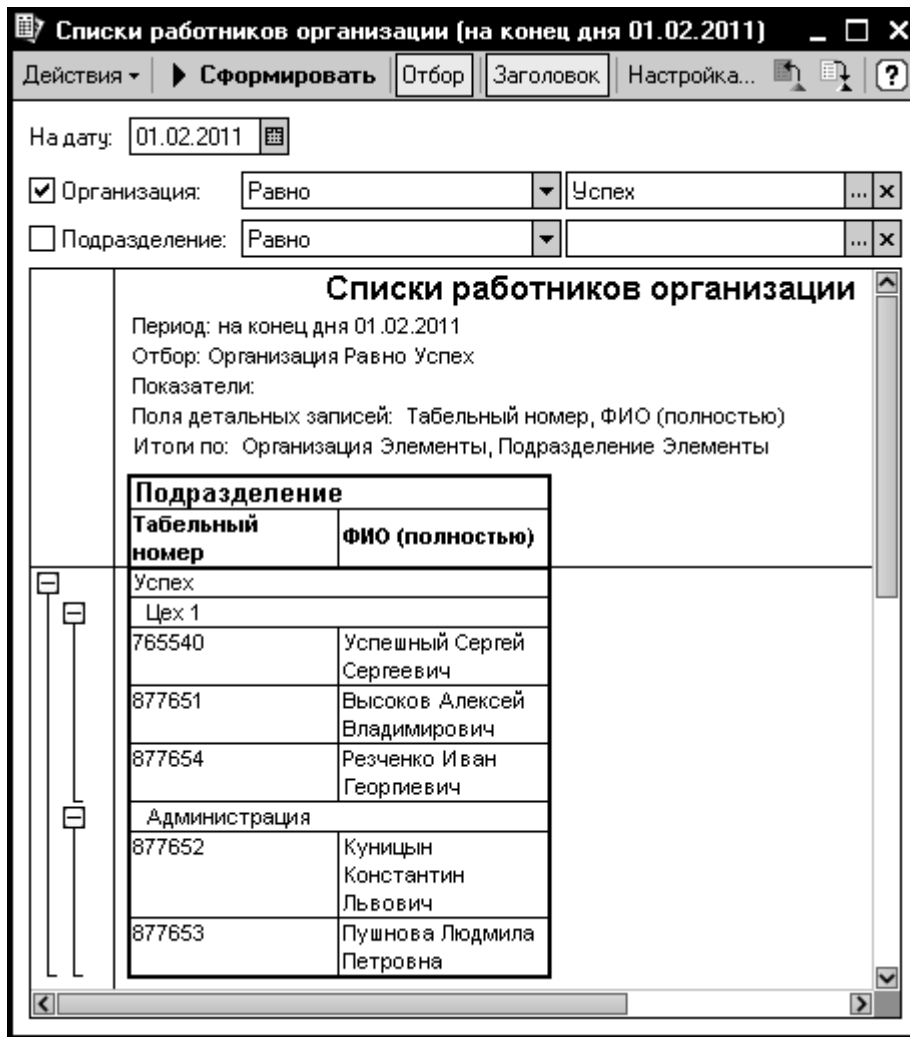 Списки работников организации (на конец дня 01.02.2011)
Действия Сформировать Отбор Заголовок Настройка... ?
На дату: 01.02.2011
Организация: Равно Успех ... x
Подразделение: Равно ... x
Списки работников организации
Период: на конец дня 01.02.2011
Отбор: Организация Равно Успех
Показатели:
Поля детальных записей: Табельный номер, ФИО (полностью)
Итоги по: Организация Элементы, Подразделение Элементы
Подразделение
Табельный
номер
ФИО (полностью)
Успех
Цех 1
765540 Успешный Сергей
Сергеевич
877651 Высоков Алексей
Владимирович
877654 Резченко Иван
Георгиевич
Администрация
877652 Куницын
Константин
Львович
877653 Пушнова Людмила
Петровна